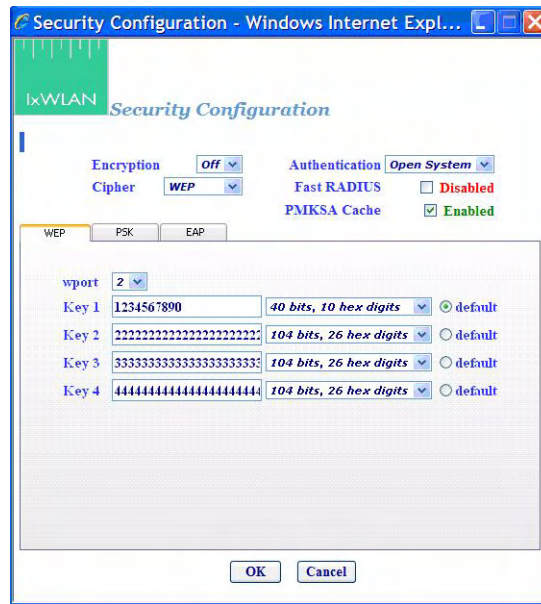 Security Configuration - Windows Internet Expl...
IxWLAN
Security Configuration
Encryption Off Authentication Open System
Cipher WEP Fast RADIUS Disabled
PMKSA Cache Enabled
WEP PSK EAP
wport 2
Key 1 1234567890 40 bits, 10 hex digits default
Key 2 104 bits, 26 hex digits default
Key 3 104 bits, 26 hex digits default
Key 4 104 bits, 26 hex digits default
OK Cancel